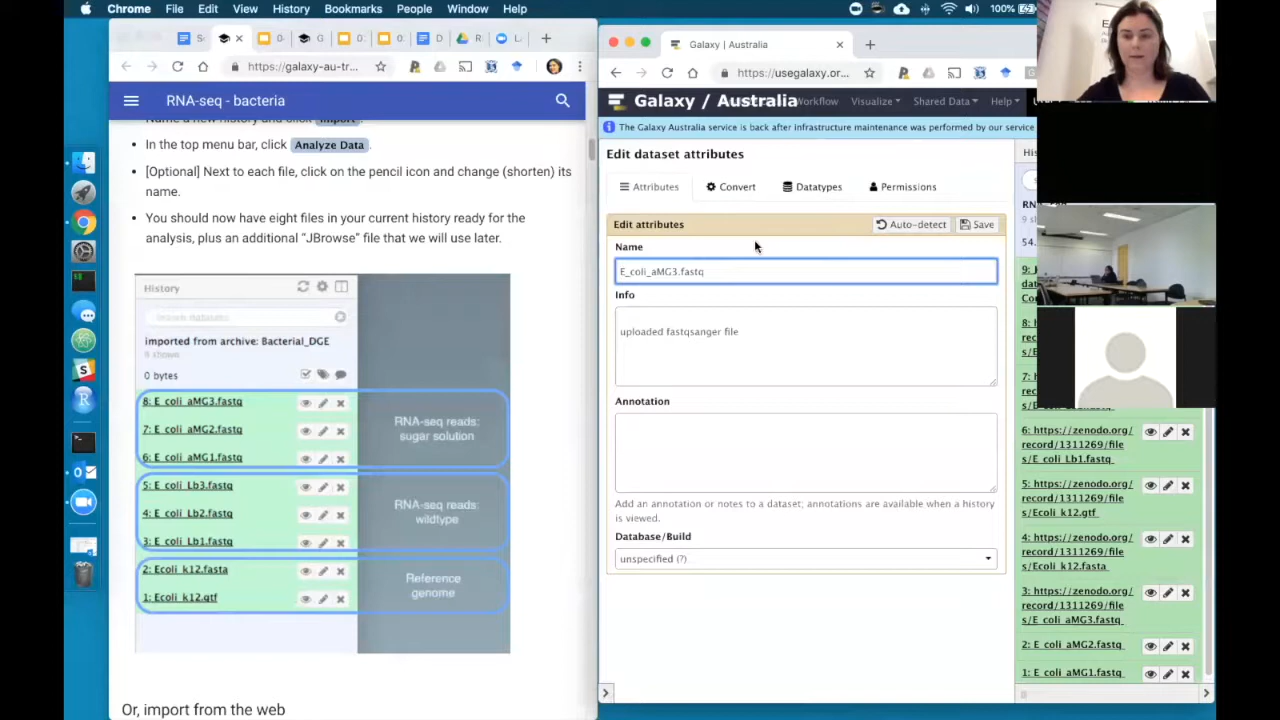 Chrome File Edit View History Bookmarks People Window Help
100%
https://galaxy-au-tr...
RNA-seq - bacteria
Name a new history and click Import.
In the top menu bar, click Analyze Data.
[Optional] Next to each file, click on the pencil icon and change (shorten) its
name.
You should now have eight files in your current history ready for the
analysis, plus an additional "JBrowse" file that we will use later.
History
search datasets
imported from archive: Bacterial_DGE
9 shown
0 bytes
8: E_coli_aMG3.fastq
7: E_coli_aMG2.fastq
6: E_coli_aMG1.fastq
RNA-seq reads:
sugar solution
5: E_coli_Lb3.fastq
4: E_coli_Lb2.fastq
3: E_coli_Lb1.fastq
RNA-seq reads:
wildtype
2: Ecoli_k12.fasta
1: Ecoli_k12.gtf
Reference
genome
Or, import from the web
Galaxy | Australia
https://usegalaxy.or...
Galaxy / Australia
Workflow Visualize Shared Data Help
The Galaxy Australia service is back after infrastructure maintenance was performed by our service
Edit dataset attributes
Attributes Convert Datatypes Permissions
Edit attributes Auto-detect Save
Name
E_coli_aMG3.fastq
Info
uploaded fastqsanger file
Annotation
Add an annotation or notes to a dataset; annotations are available when a history
is viewed.
Database/Build
unspecified (?)
6: https://zenodo.org/
record/1311269/file
s/E_coli_Lb1.fastq
5: https://zenodo.org/
record/1311269/file
s/Ecoli_k12.gtf
4: https://zenodo.org/
record/1311269/file
s/Ecoli_k12.fasta
3: https://zenodo.org/
record/1311269/file
s/E_coli_aMG3.fastq
2: E_coli_aMG2.fastq
1: E_coli_aMG1.fastq